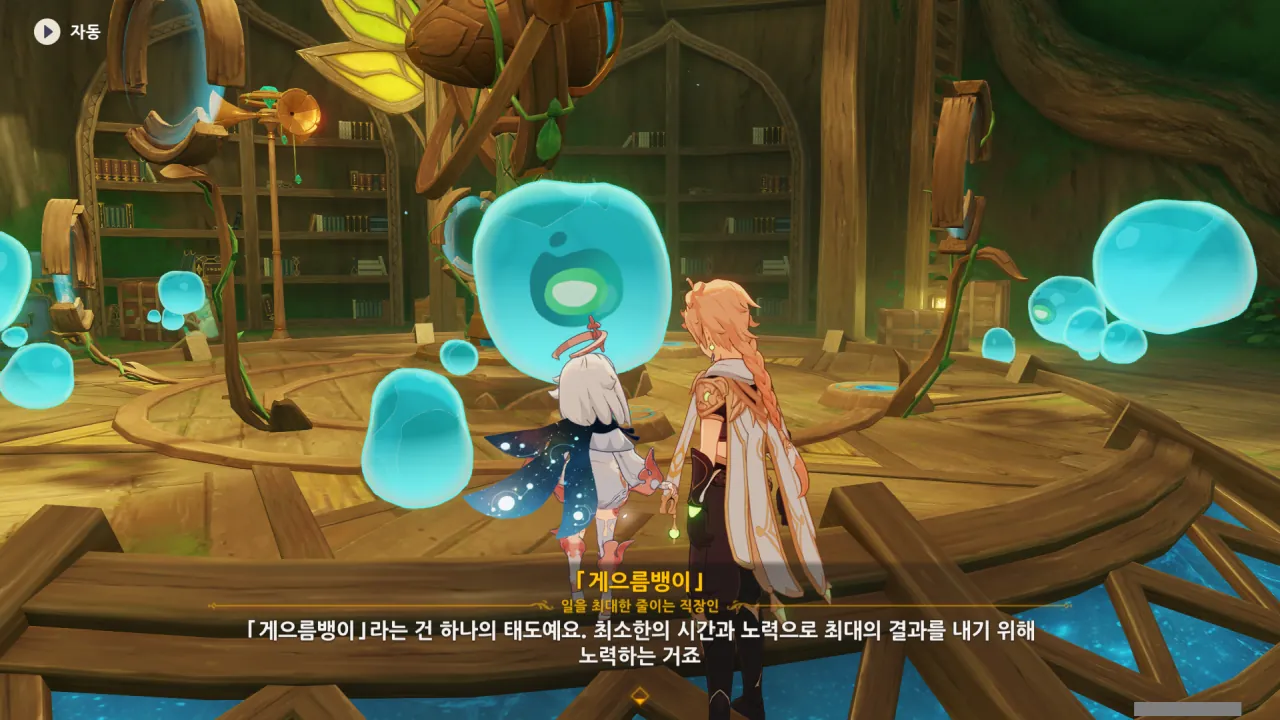 자동
「게으름뱅이」
일을 최대한 줄이는 직장인
「게으름뱅이」라는 건 하나의 태도예요. 최소한의 시간과 노력으로 최대의 결과를 내기 위해
노력하는 거죠